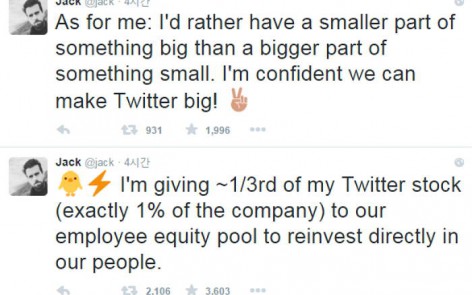 Jack @jack · 4시간
As for me: I'd rather have a smaller part of
something big than a bigger part of
something small. I'm confident we can
make Twitter big! ✌
931 1,996
Jack @jack · 4시간
🐥⚡ I'm giving ~1/3rd of my Twitter stock
(exactly 1% of the company) to our
employee equity pool to reinvest directly in
our people.
2,106 3,603